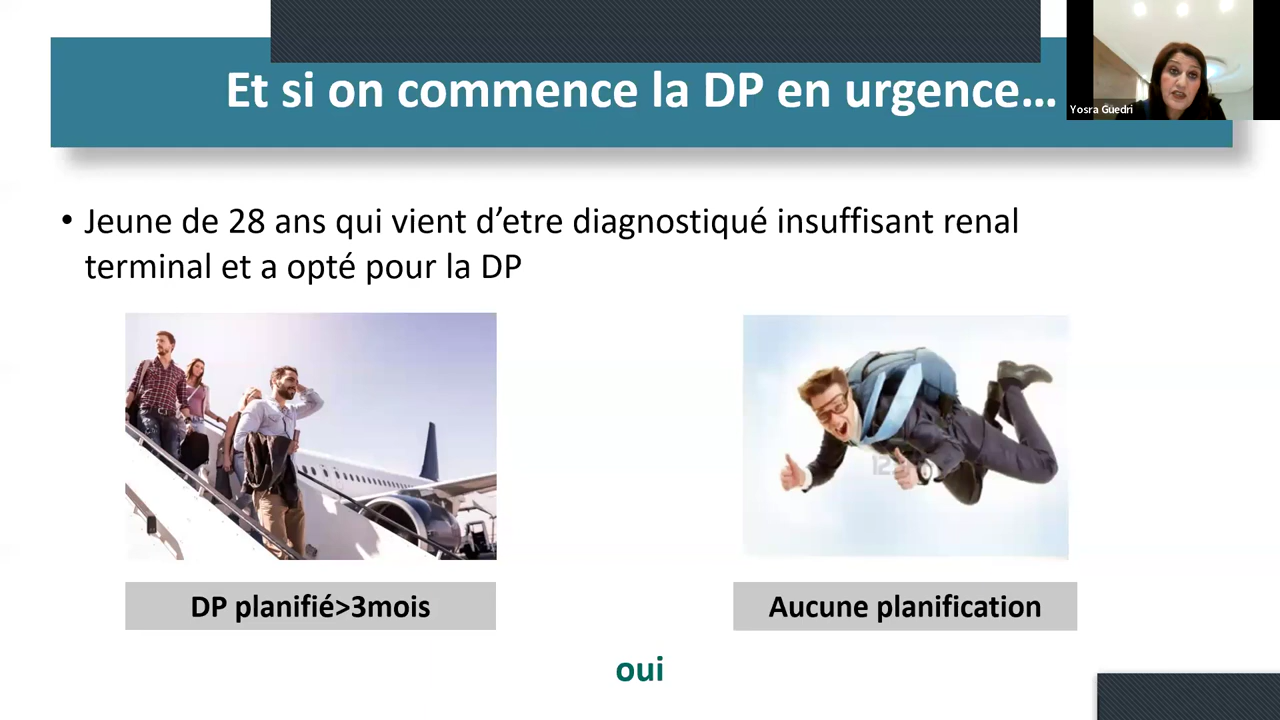 Et si on commence la DP en urgence...
Yosra Guedri
• Jeune de 28 ans qui vient d’etre diagnostiqué insuffisant renal
terminal et a opté pour la DP
DP planifié>3mois
Aucune planification
oui